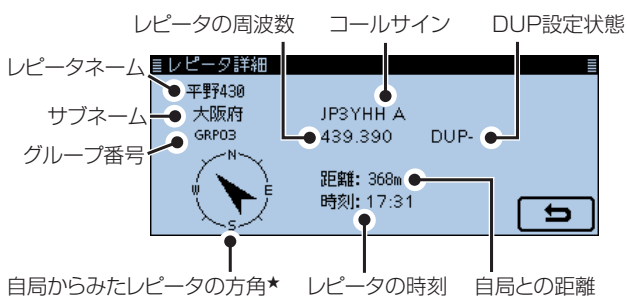 レピータの周波数 コールサイン DUP設定状態
レピータ詳細
レピータネーム
平野430
サブネーム
大阪府 JP3YHH A
グループ番号
GRP03 439.390 DUP-
N
W E
S
距離: 368m
時刻: 17:31
自局からみたレピータの方角★ レピータの時刻 自局との距離